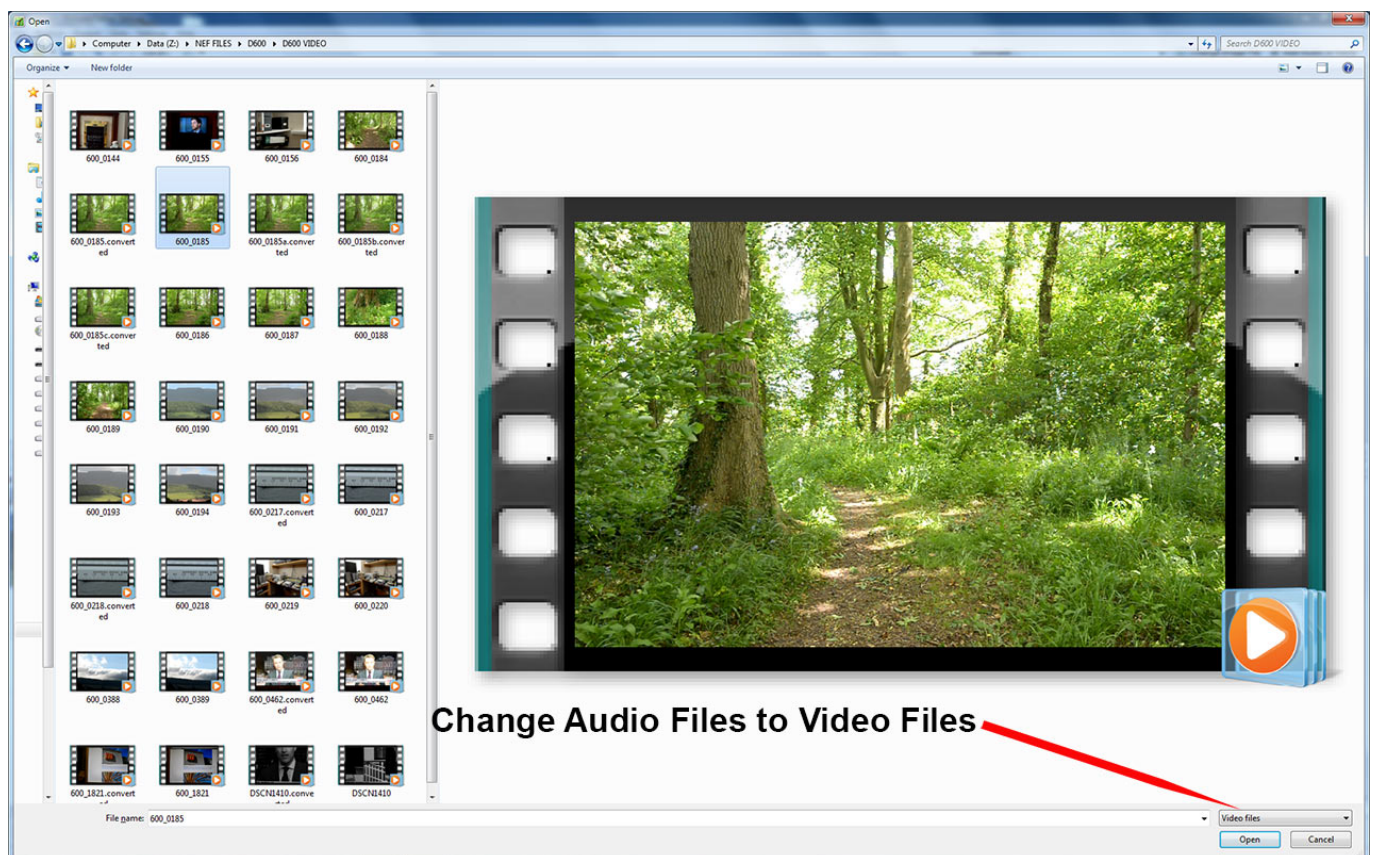 Open
Computer ▸ Data (Z:) ▸ NEF FILES ▸ D600 ▸ D600 VIDEO
Search D600 VIDEO
Organize
New folder
600_0144
600_0155
600_0156
600_0184
600_0185.convert
ed
600_0185
600_0185a.conver
ted
600_0185b.conver
ted
600_0185c.conver
ted
600_0186
600_0187
600_0188
600_0189
600_0190
600_0191
600_0192
600_0193
600_0194
600_0217.convert
ed
600_0217
600_0218.convert
ed
600_0218
600_0219
600_0220
600_0388
600_0389
600_0462.convert
ed
600_0462
Change Audio Files to Video Files
600_1821.convert
600_1821
DSCN1410.conve
DSCN1410
File name: 600_0185
Video files
Open
Cancel